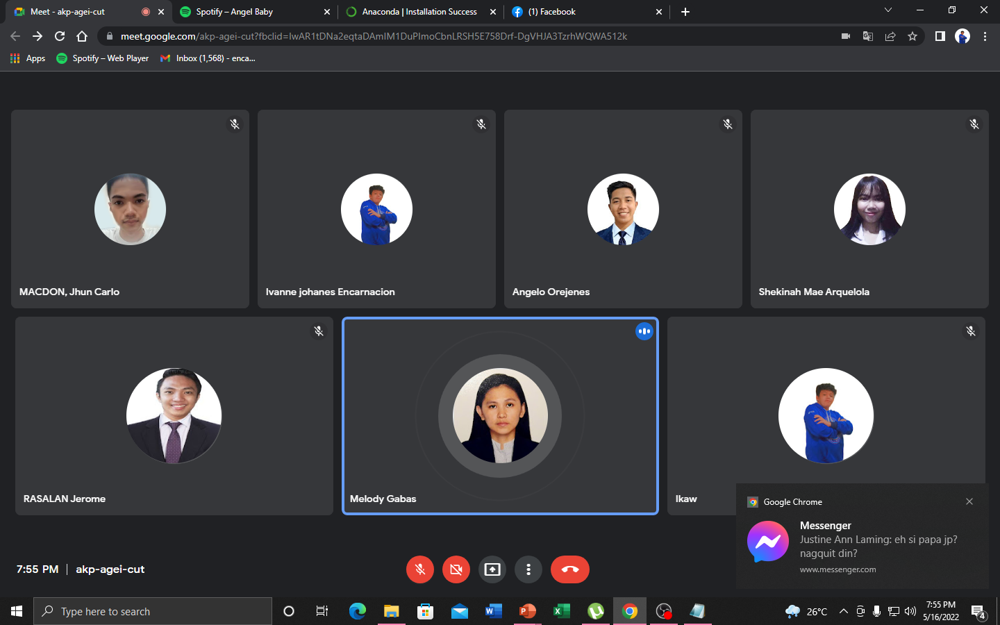 Meet - akp-agei-cut
Spotify – Angel Baby
Anaconda | Installation Success
(1) Facebook
meet.google.com/akp-agei-cut?fbclid=IwAR1tDNa2eqtaDAmIM1DuPImoCbnLRSH5E758Drf-DgVHJA3TzrhWQWA512k
Apps
Spotify – Web Player
Inbox (1,568) - enca...
MACDON, Jhun Carlo
Ivanne johanes Encarnacion
Angelo Orejenes
Shekinah Mae Arquelola
RASALAN Jerome
Melody Gabas
Ikaw
Google Chrome
Messenger
Justine Ann Laming: eh si papa jp?
nagquit din?
www.messenger.com
7:55 PM | akp-agei-cut
Type here to search
26°C
7:55 PM
5/16/2022
4